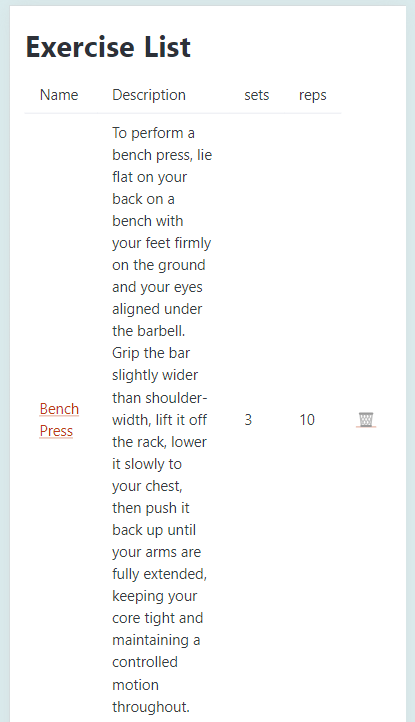 Exercise List
Name Description sets reps
To perform a
bench press, lie
flat on your
back on a
bench with
your feet firmly
on the ground
and your eyes
aligned under
the barbell.
Grip the bar
slightly wider
than shoulder-
width, lift it off
the rack, lower
it slowly to
your chest,
then push it
back up until
your arms are
fully extended,
keeping your
core tight and
maintaining a
controlled
motion
throughout.
Bench
Press
3
10